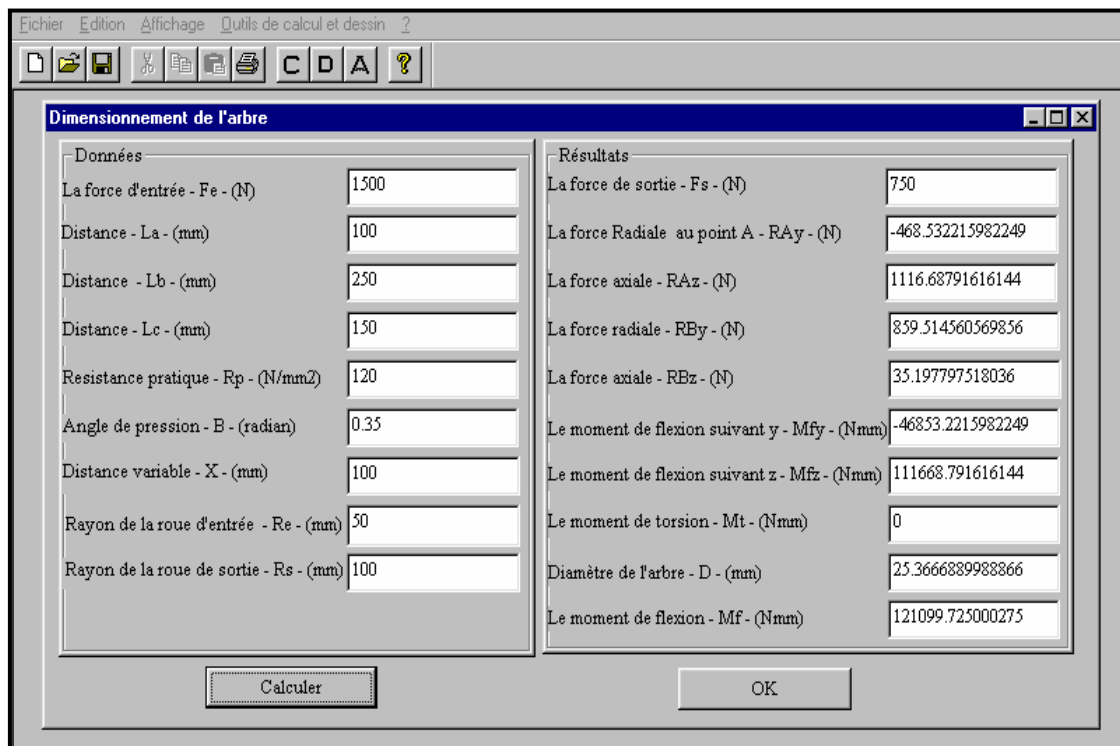 Fichier Edition Affichage Outils de calcul et dessin ?
C D A ?
Dimensionnement de l'arbre
Données
La force d'entrée - Fe - (N) 1500
Distance - La - (mm) 100
Distance - Lb - (mm) 250
Distance - Lc - (mm) 150
Resistance pratique - Rp - (N/mm2) 120
Angle de pression - B - (radian) 0.35
Distance variable - X - (mm) 100
Rayon de la roue d'entrée - Re - (mm) 50
Rayon de la roue de sortie - Rs - (mm) 100
Calculer
Résultats
La force de sortie - Fs - (N) 750
La force Radiale au point A - RAy - (N) -468.532215982249
La force axiale - RAz - (N) 1116.68791616144
La force radiale - RBy - (N) 859.514560569856
La force axiale - RBz - (N) 35.197797518036
Le moment de flexion suivant y - Mfy - (Nmm) -46853.2215982249
Le moment de flexion suivant z - Mfz - (Nmm) 111668.791616144
Le moment de torsion - Mt - (Nmm) 0
Diamètre de l'arbre - D - (mm) 25.3666889988866
Le moment de flexion - Mf - (Nmm) 121099.725000275
OK